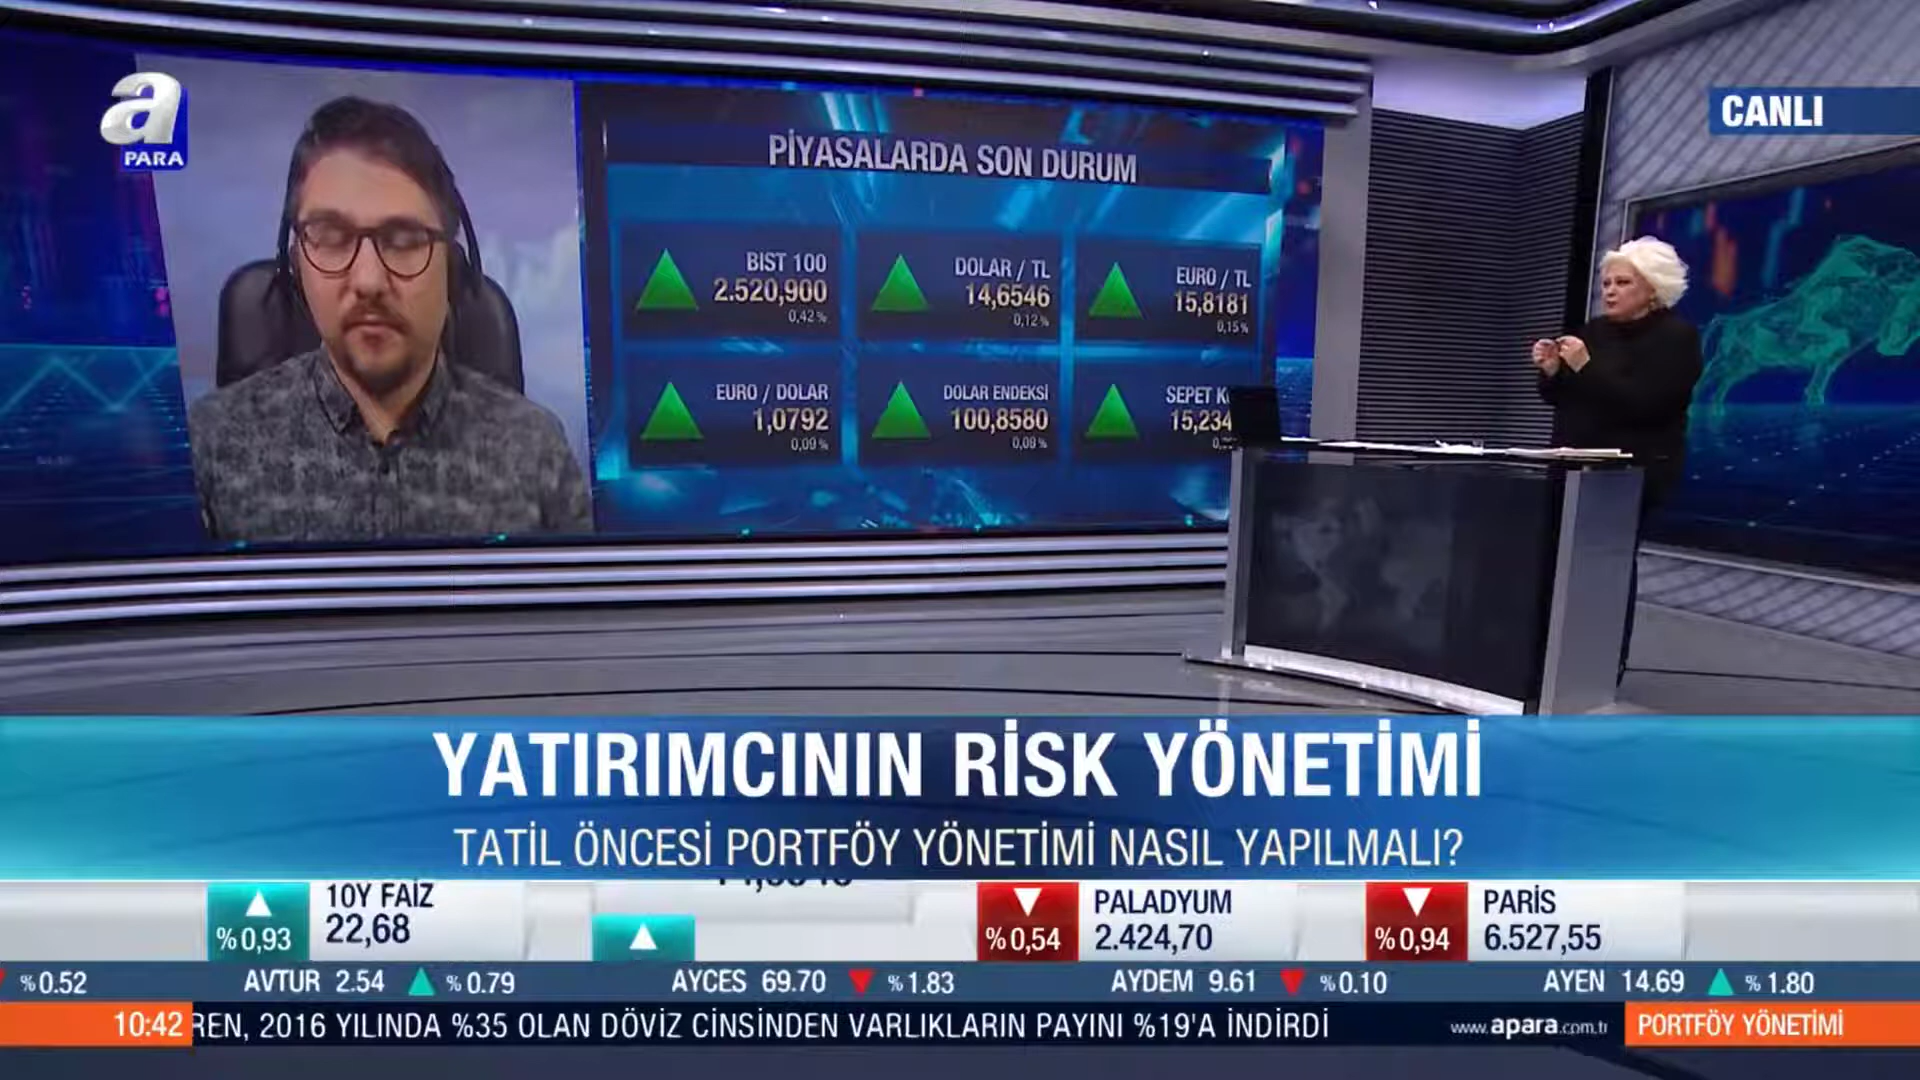 a
PARA
CANLI
PİYASALARDA SON DURUM
BIST 100
2.520,900
0,42%
DOLAR / TL
14,6546
0,12%
EURO / TL
15,8181
0,15%
EURO / DOLAR
1,0792
0,09%
DOLAR ENDEKSİ
100,8580
0,08%
SEPET
15,234
YATIRIMCININ RİSK YÖNETİMİ
TATİL ÖNCESİ PORTFÖY YÖNETİMİ NASIL YAPILMALI?
%0,93
10Y FAİZ
22,68
%0,54
PALADYUM
2.424,70
%0,94
PARİS
6.527,55
%0.52 AVTUR 2.54 %0.79 AYCES 69.70 %1.83 AYDEM 9.61 %0.10 AYEN 14.69 %1.80
10:42 REN, 2016 YILINDA %35 OLAN DÖVİZ CİNSİNDEN VARLIKLARIN PAYINI %19'A İNDİRDİ www.apara.com.tr PORTFÖY YÖNETİMİ